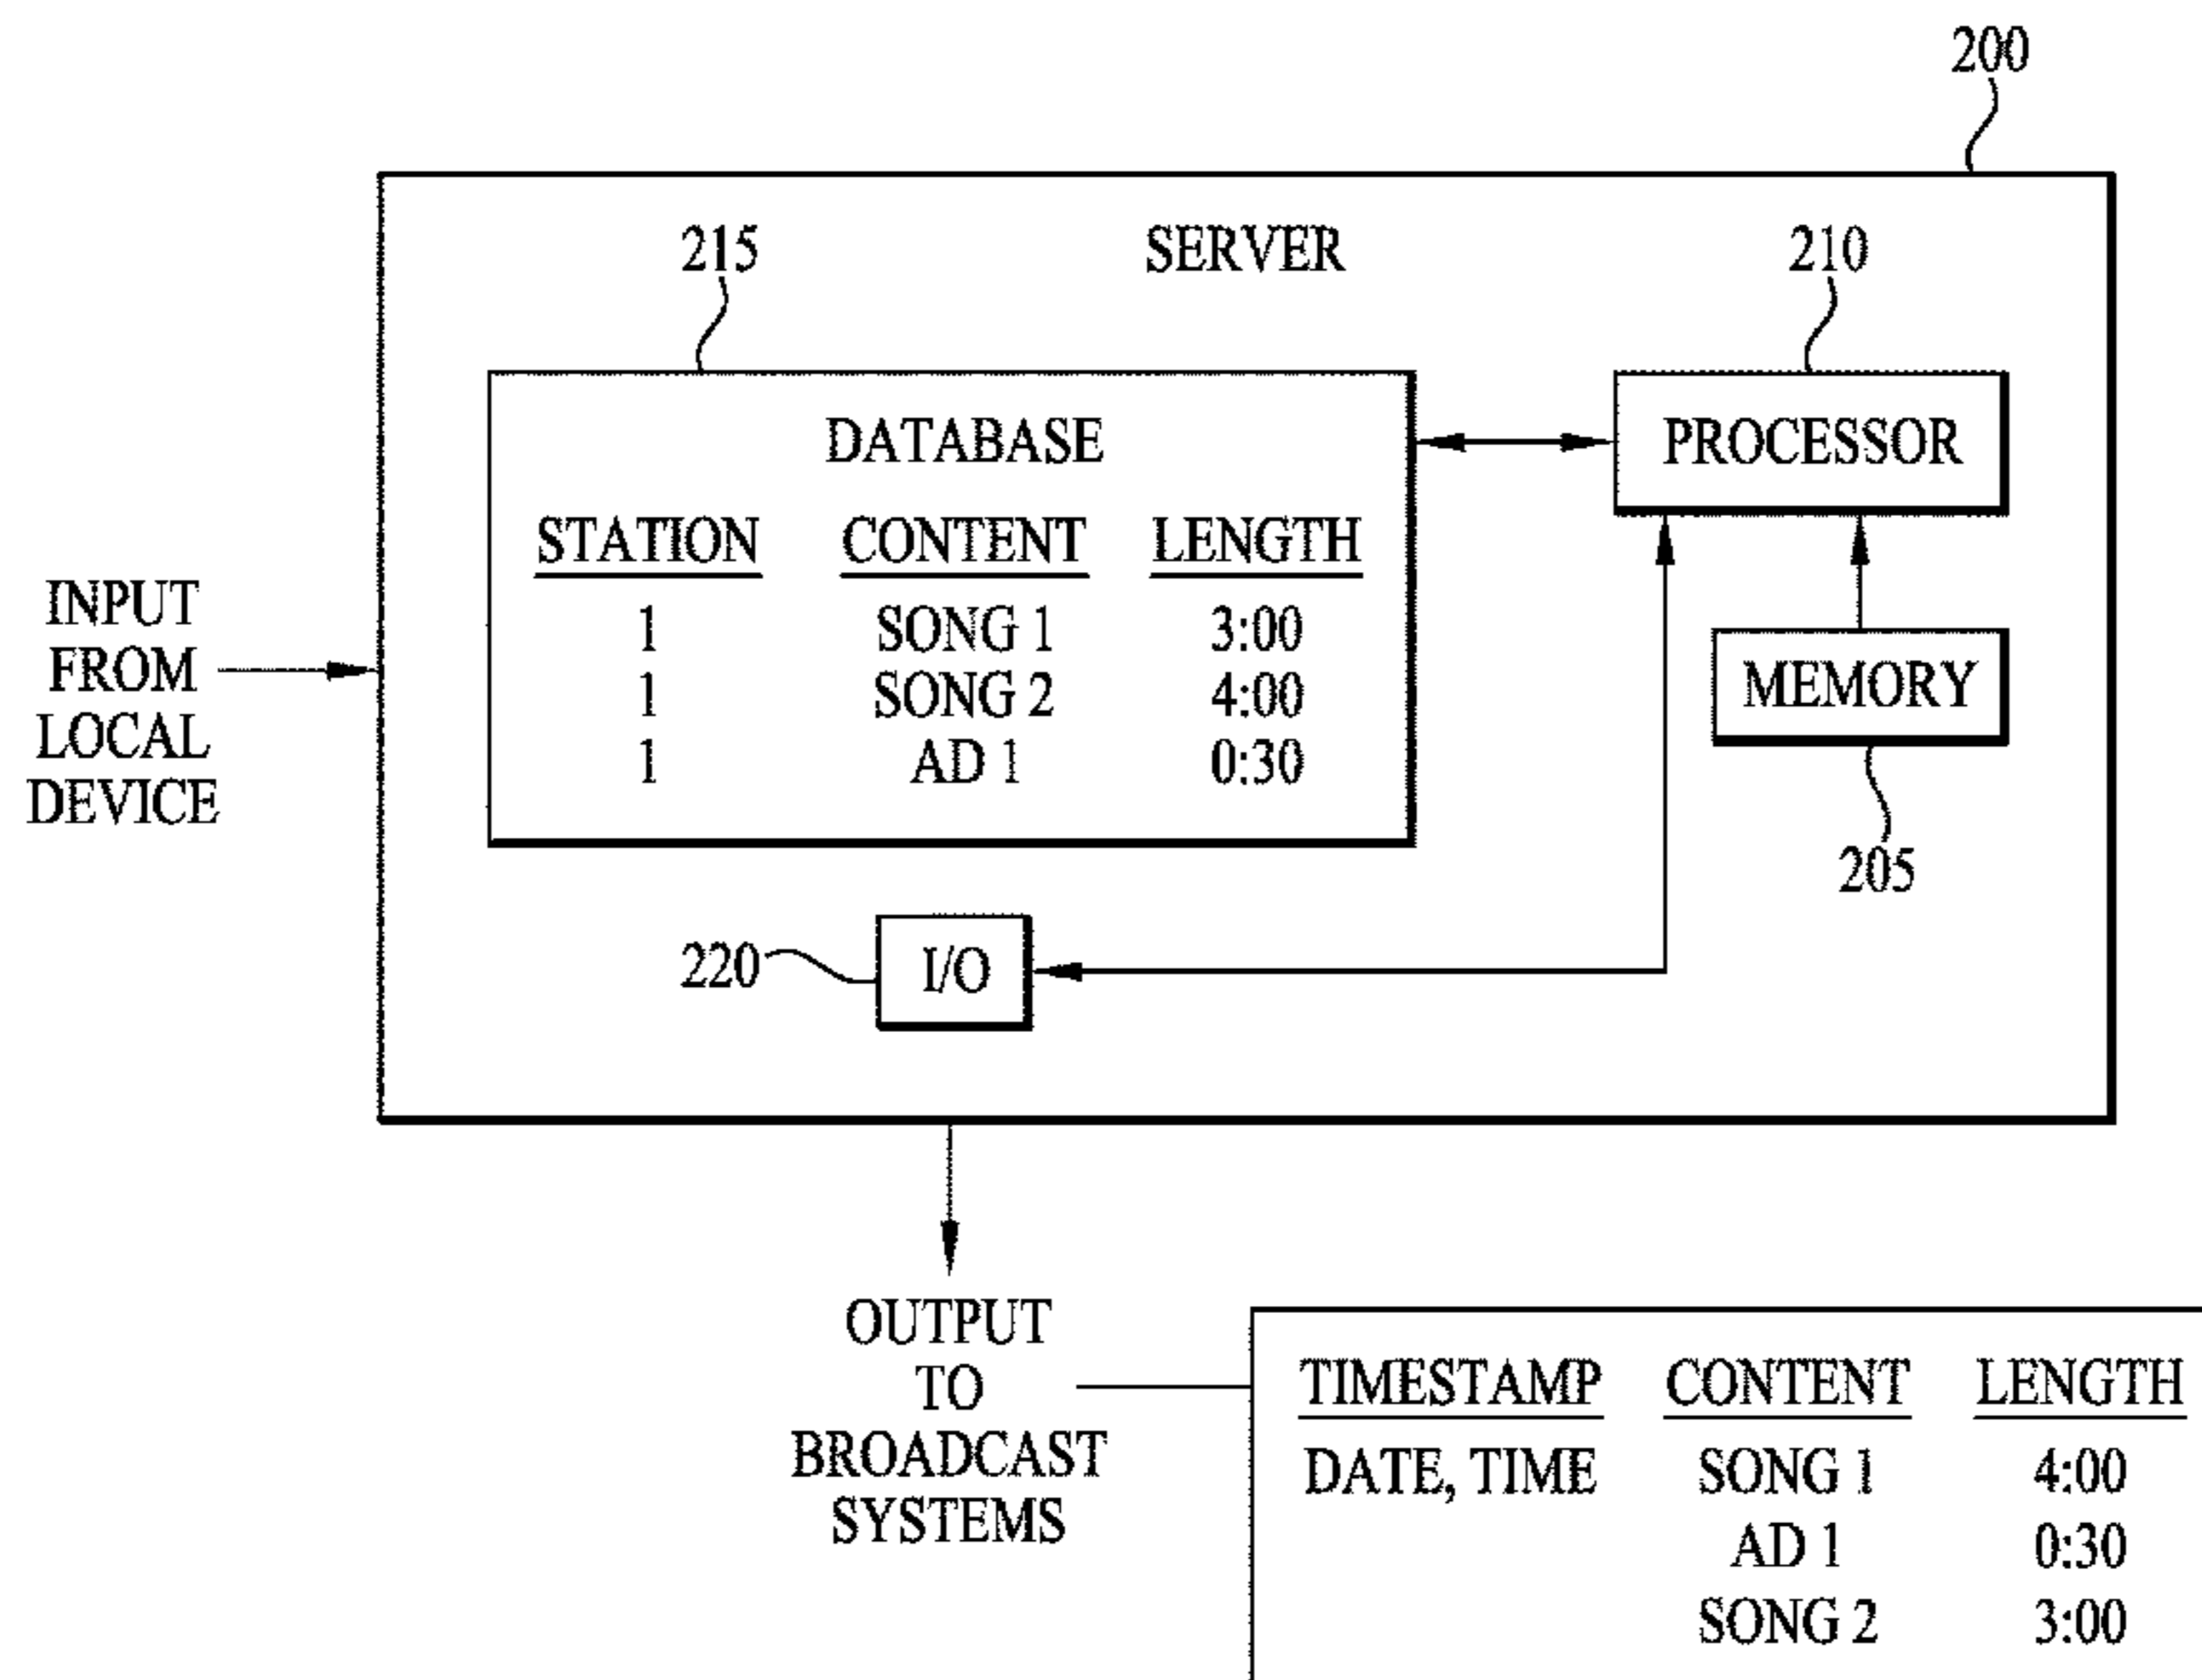 200
215 SERVER 210
DATABASE
PROCESSOR
STATION CONTENT LENGTH
1 SONG 1 3:00
1 SONG 2 4:00
1 AD 1 0:30
MEMORY
205
INPUT
FROM
LOCAL
DEVICE
220 I/O
OUTPUT
TO
BROADCAST
SYSTEMS
TIMESTAMP CONTENT LENGTH
DATE, TIME SONG 1 4:00
AD 1 0:30
SONG 2 3:00